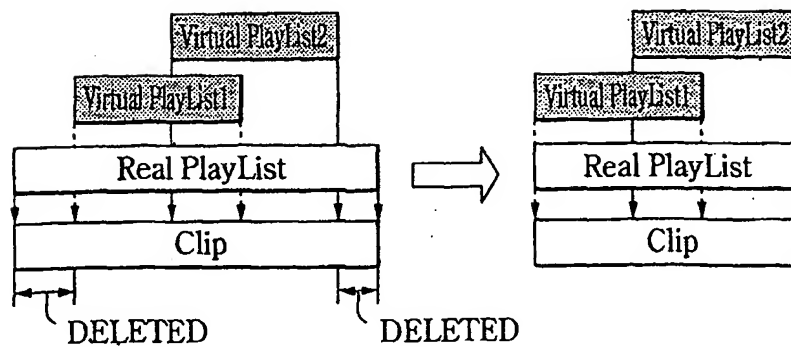 Virtual PlayList2
Virtual PlayList1
Real PlayList
Clip
DELETED
DELETED
Virtual PlayList2
Virtual PlayList1
Real PlayList
Clip